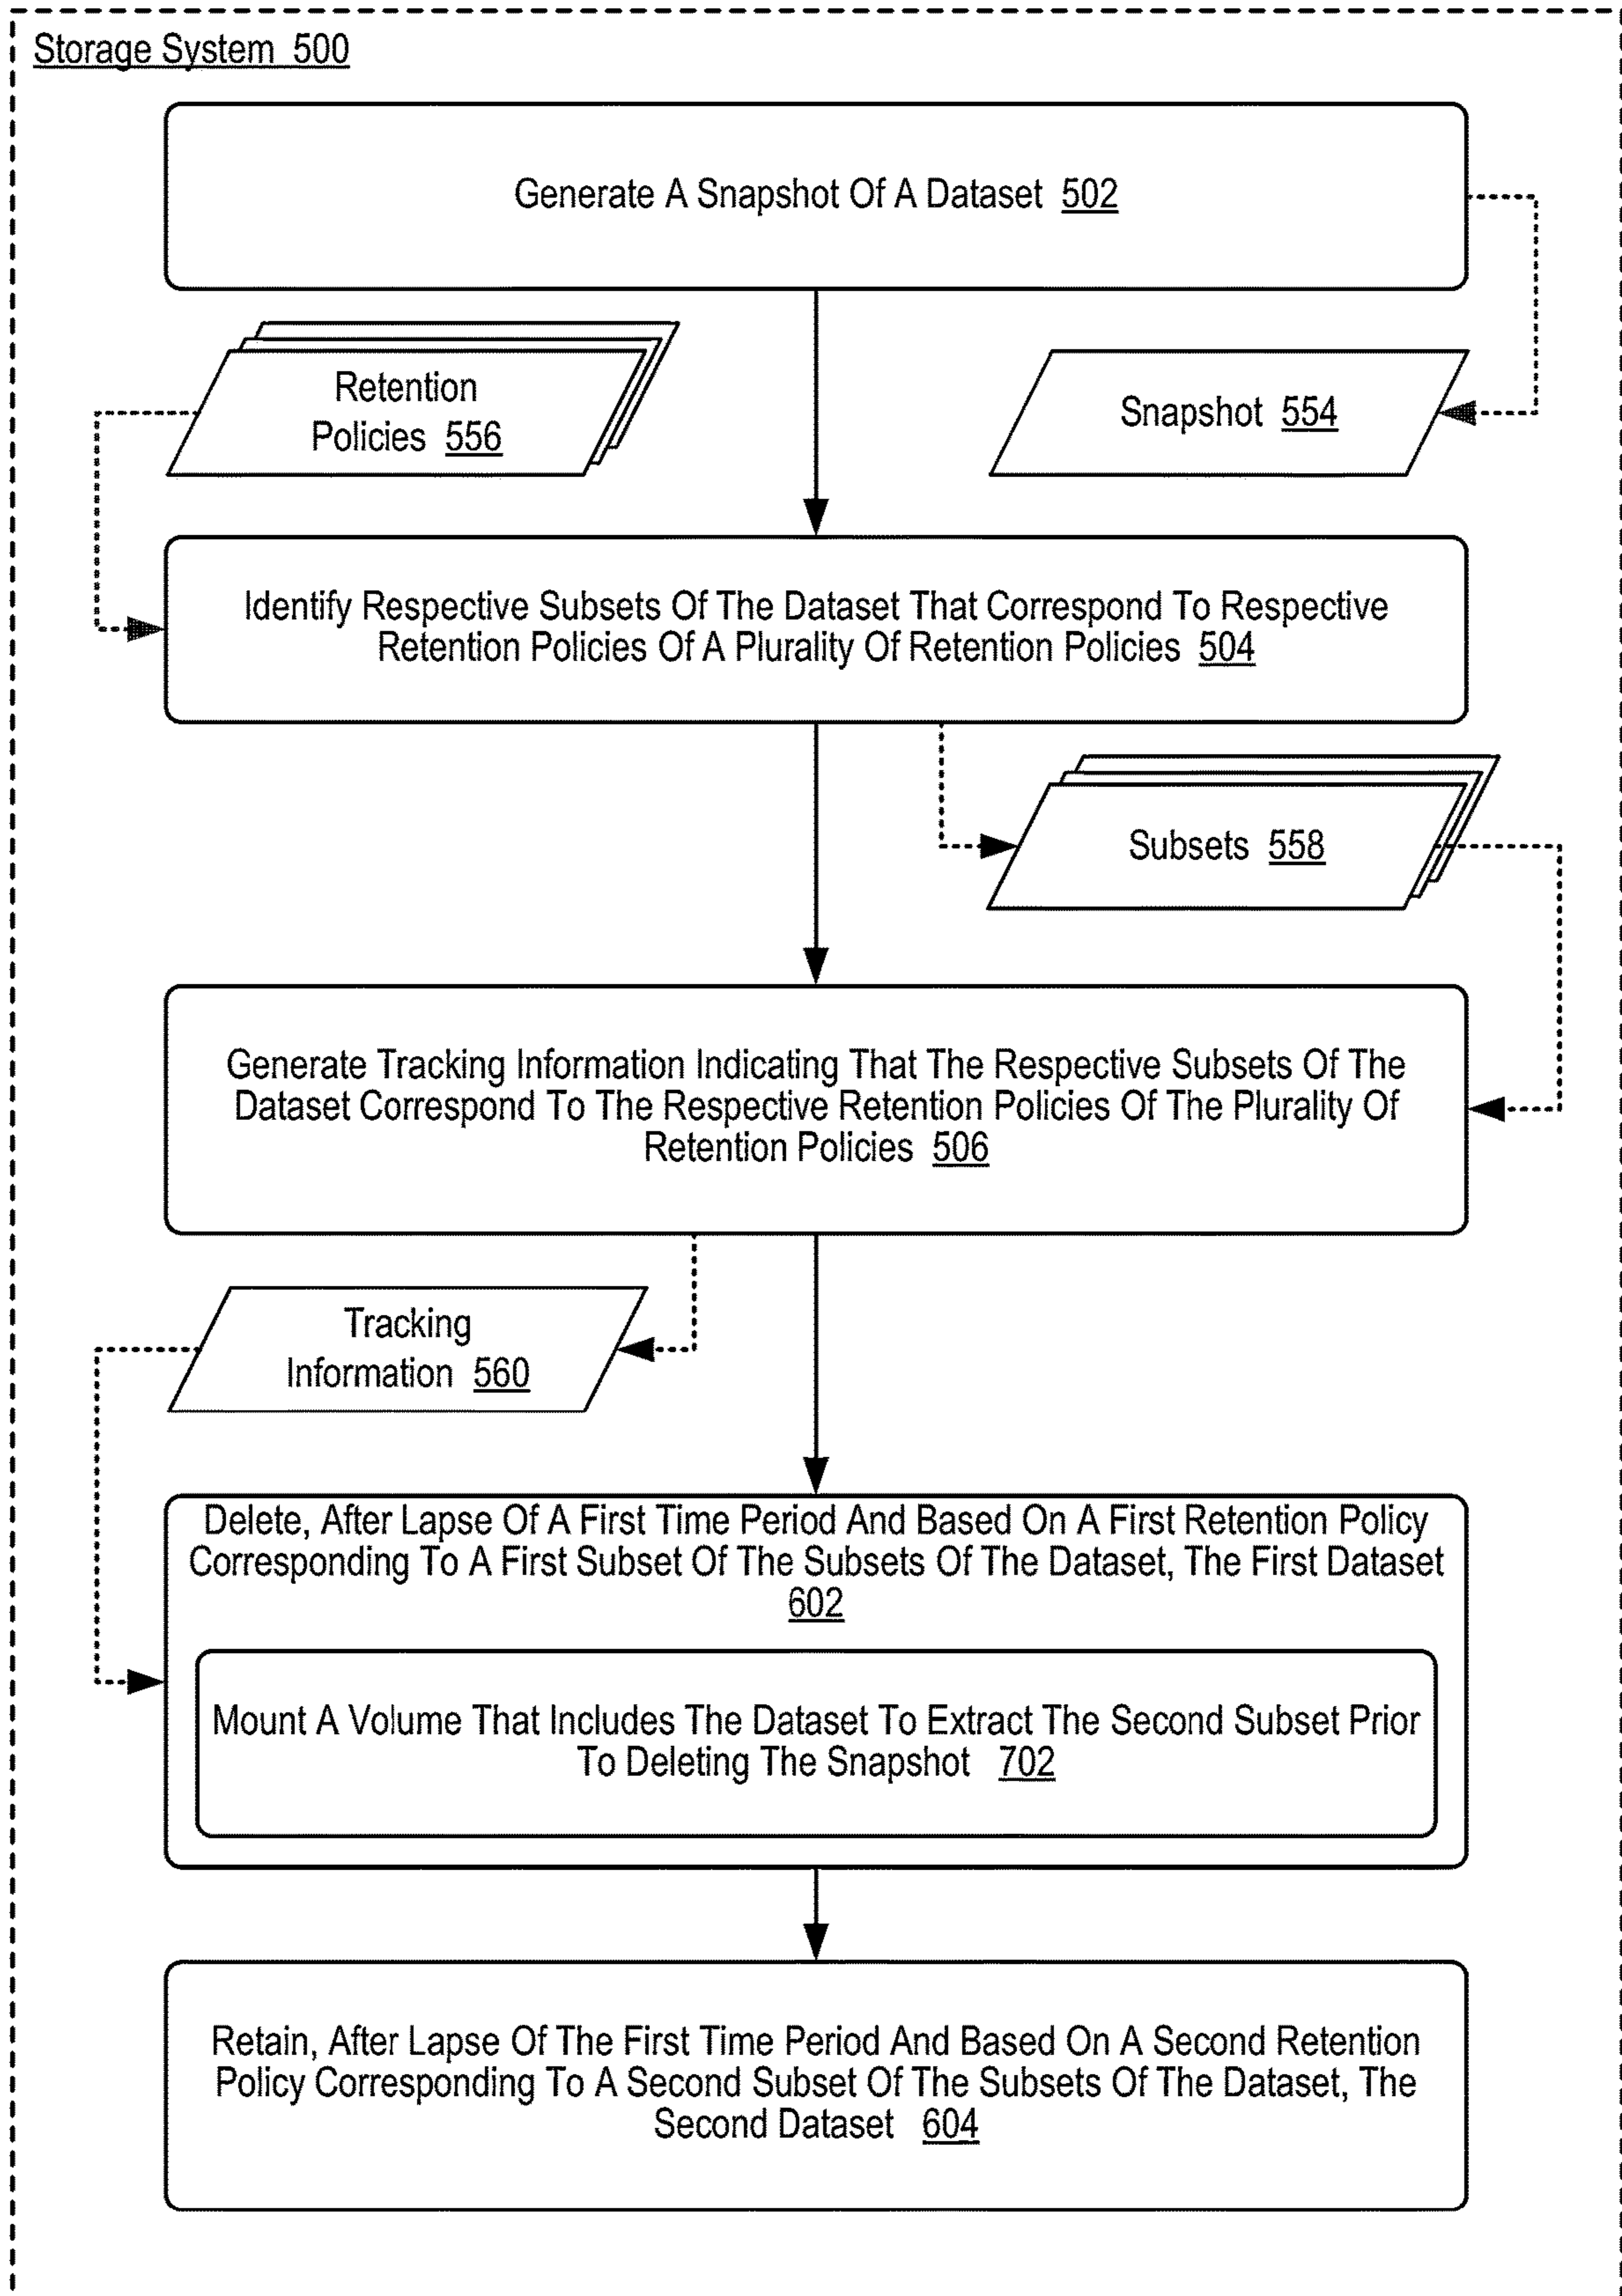 Storage System 500
Generate A Snapshot Of A Dataset 502
Retention
Policies 556
Snapshot 554
Identify Respective Subsets Of The Dataset That Correspond To Respective
Retention Policies Of A Plurality Of Retention Policies 504
Subsets 558
Generate Tracking Information Indicating That The Respective Subsets Of The
Dataset Correspond To The Respective Retention Policies Of The Plurality Of
Retention Policies 506
Tracking
Information 560
Delete, After Lapse Of A First Time Period And Based On A First Retention Policy
Corresponding To A First Subset Of The Subsets Of The Dataset, The First Dataset
602
Mount A Volume That Includes The Dataset To Extract The Second Subset Prior
To Deleting The Snapshot 702
Retain, After Lapse Of The First Time Period And Based On A Second Retention
Policy Corresponding To A Second Subset Of The Subsets Of The Dataset, The
Second Dataset 604